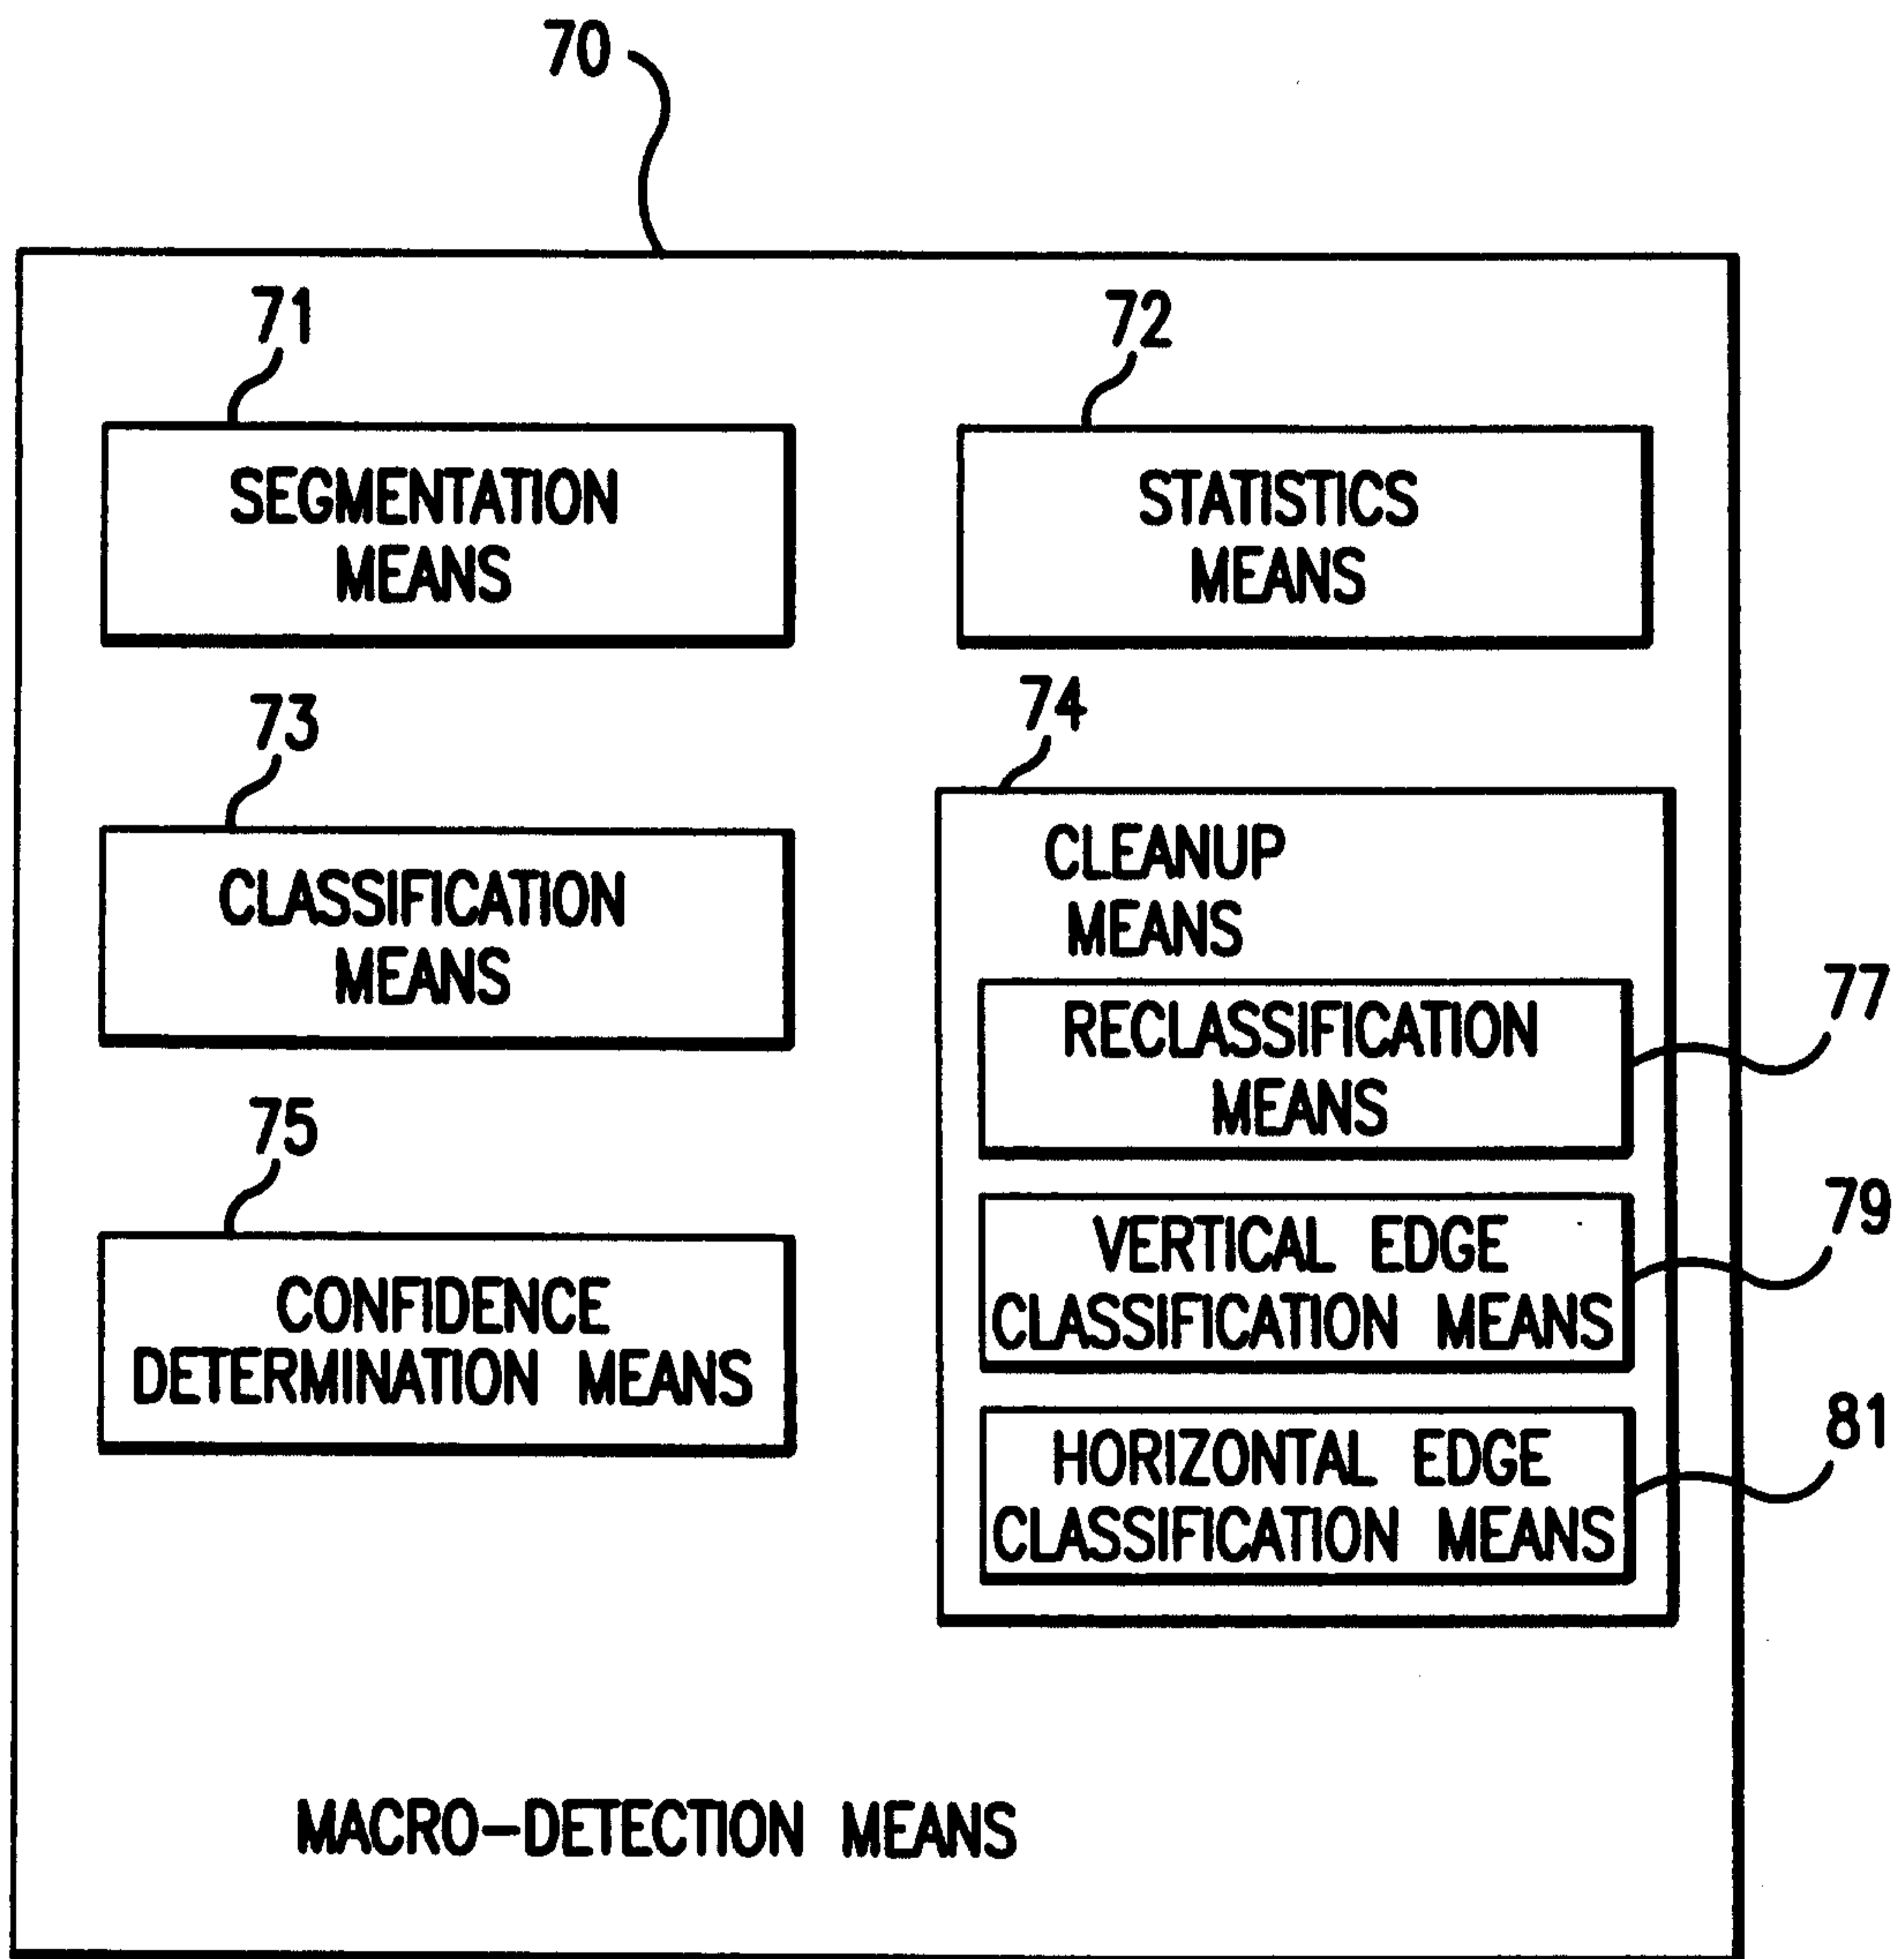 70
71
SEGMENTATION
MEANS
72
STATISTICS
MEANS
73
CLASSIFICATION
MEANS
74
CLEANUP
MEANS
77
RECLASSIFICATION
MEANS
75
CONFIDENCE
DETERMINATION MEANS
79
VERTICAL EDGE
CLASSIFICATION MEANS
81
HORIZONTAL EDGE
CLASSIFICATION MEANS
MACRO-DETECTION MEANS